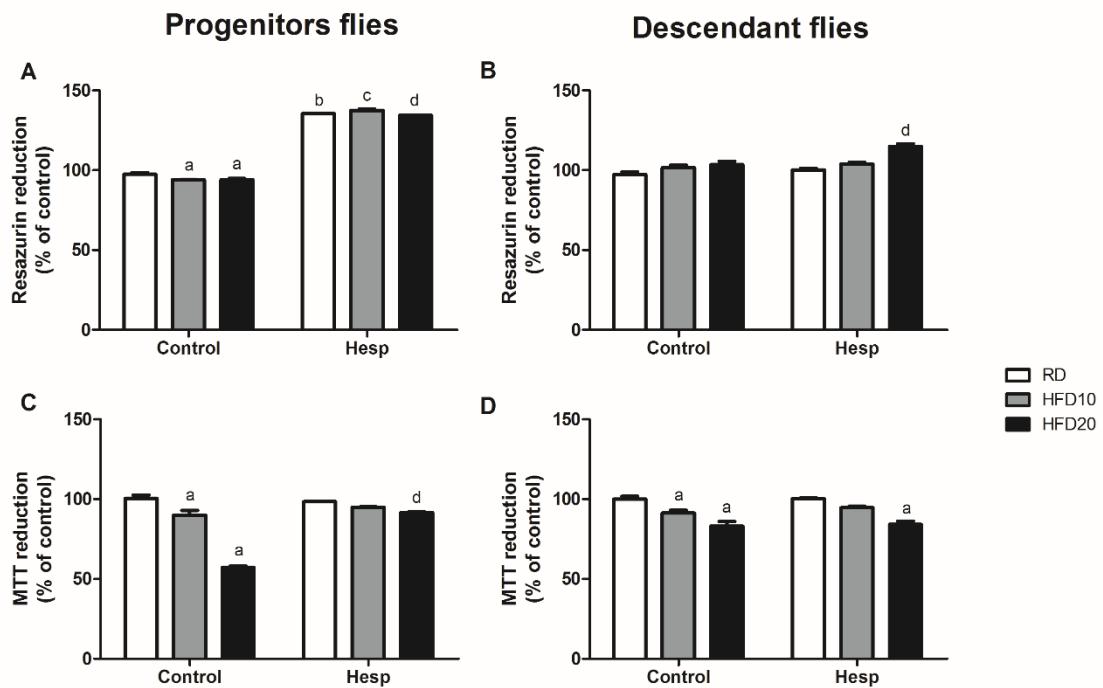 Progenitors flies
Descendant flies
A
150
100
50
0
Resazurin reduction
(% of control)
a
a
b
c
d
Control
Hesp
B
150
100
50
0
Resazurin reduction
(% of control)
d
Control
Hesp
RD
HFD10
HFD20
C
150
100
50
0
MTT reduction
(% of control)
a
a
d
Control
Hesp
D
150
100
50
0
MTT reduction
(% of control)
a
a
a
Control
Hesp